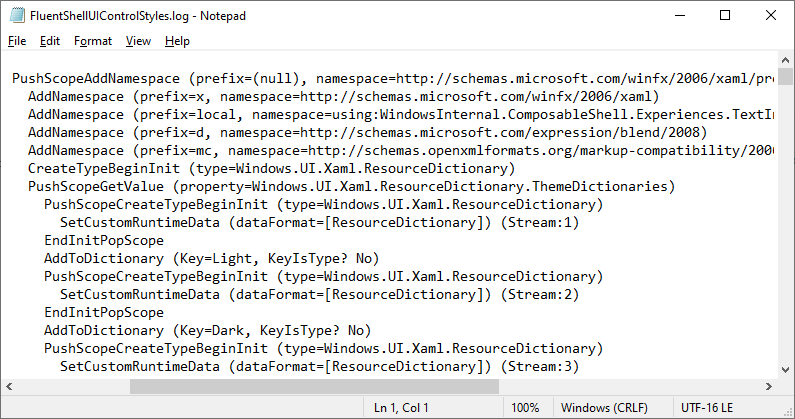 FluentShellUIControlStyles.log - Notepad
File Edit Format View Help
PushScopeAddNamespace (prefix=(null), namespace=http://schemas.microsoft.com/winfx/2006/xaml/pre
AddNamespace (prefix=x, namespace=http://schemas.microsoft.com/winfx/2006/xaml)
AddNamespace (prefix=local, namespace=using:WindowsInternal.ComposableShell.Experiences.TextIn
AddNamespace (prefix=d, namespace=http://schemas.microsoft.com/expression/blend/2008)
AddNamespace (prefix=mc, namespace=http://schemas.openxmlformats.org/markup-compatibility/2006
CreateTypeBeginInit (type=Windows.UI.Xaml.ResourceDictionary)
PushScopeGetValue (property=Windows.UI.Xaml.ResourceDictionary.ThemeDictionaries)
PushScopeCreateTypeBeginInit (type=Windows.UI.Xaml.ResourceDictionary)
SetCustomRuntimeData (dataFormat=[ResourceDictionary]) (Stream:1)
EndInitPopScope
AddToDictionary (Key=Light, KeyIsType? No)
PushScopeCreateTypeBeginInit (type=Windows.UI.Xaml.ResourceDictionary)
SetCustomRuntimeData (dataFormat=[ResourceDictionary]) (Stream:2)
EndInitPopScope
AddToDictionary (Key=Dark, KeyIsType? No)
PushScopeCreateTypeBeginInit (type=Windows.UI.Xaml.ResourceDictionary)
SetCustomRuntimeData (dataFormat=[ResourceDictionary]) (Stream:3)
Ln 1, Col 1 100% Windows (CRLF) UTF-16 LE